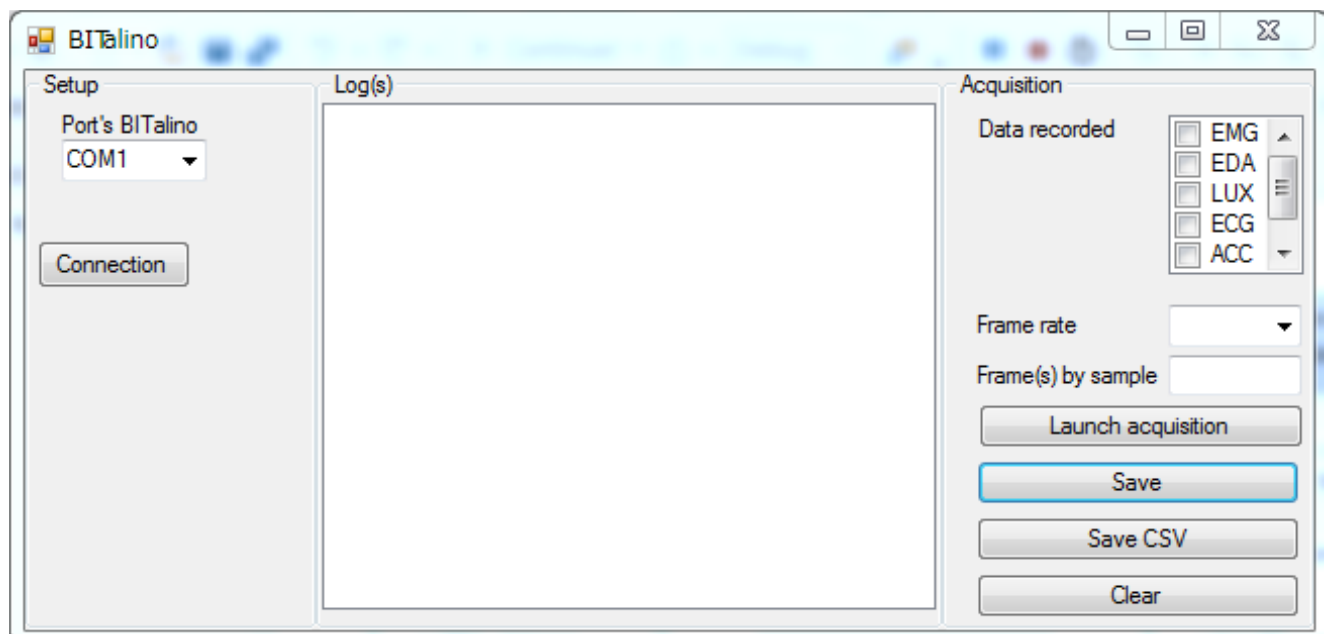 BITalino
Setup
Port's BITalino
COM1
Connection
Log(s)
Acquisition
Data recorded
EMG
EDA
LUX
ECG
ACC
Frame rate
Frame(s) by sample
Launch acquisition
Save
Save CSV
Clear